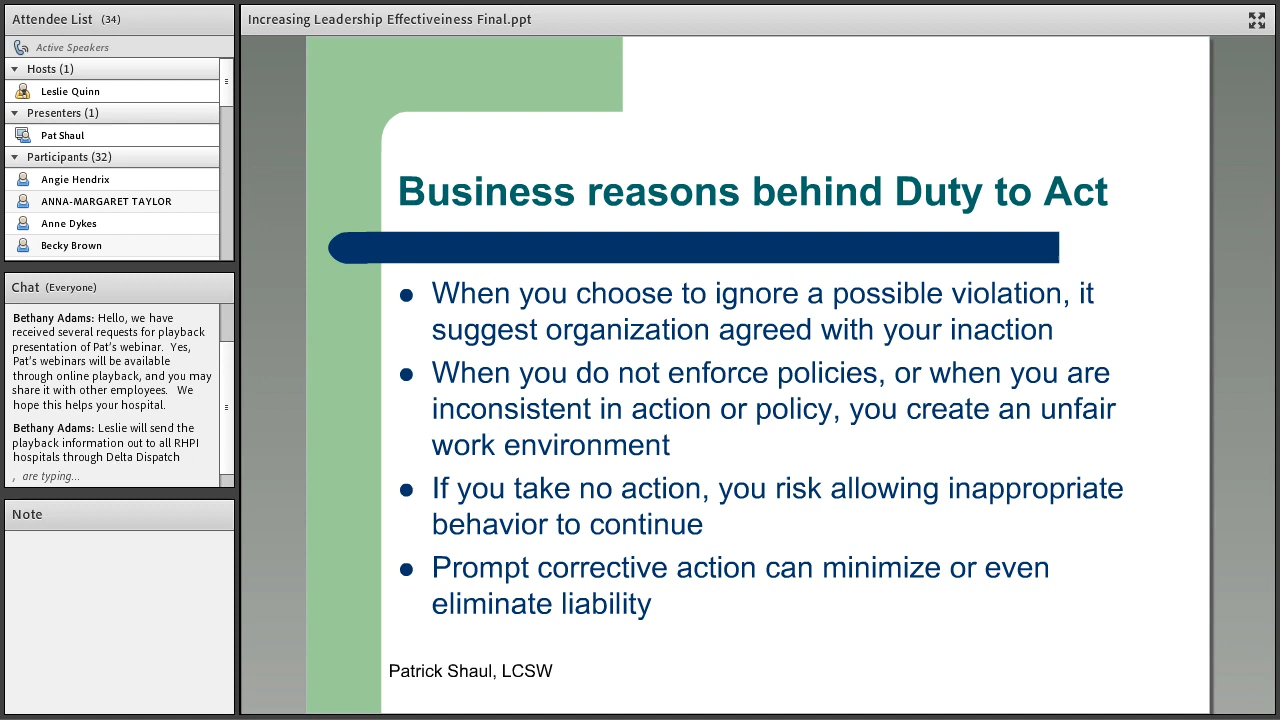 Attendee List (34)
Active Speakers
Hosts (1)
Leslie Quinn
Presenters (1)
Pat Shaul
Participants (32)
Angie Hendrix
ANNA-MARGARET TAYLOR
Anne Dykes
Becky Brown
Chat (Everyone)
Bethany Adams: Hello, we have
received several requests for playback
presentation of Pat's webinar. Yes,
Pat's webinars will be available
through online playback, and you may
share it with other employees. We
hope this helps your hospital.
Bethany Adams: Leslie will send the
playback information out to all RHPI
hospitals through Delta Dispatch
, are typing...
Note
Increasing Leadership Effectiveiness Final.ppt
Business reasons behind Duty to Act
● When you choose to ignore a possible violation, it
suggest organization agreed with your inaction
● When you do not enforce policies, or when you are
inconsistent in action or policy, you create an unfair
work environment
● If you take no action, you risk allowing inappropriate
behavior to continue
● Prompt corrective action can minimize or even
eliminate liability
Patrick Shaul, LCSW